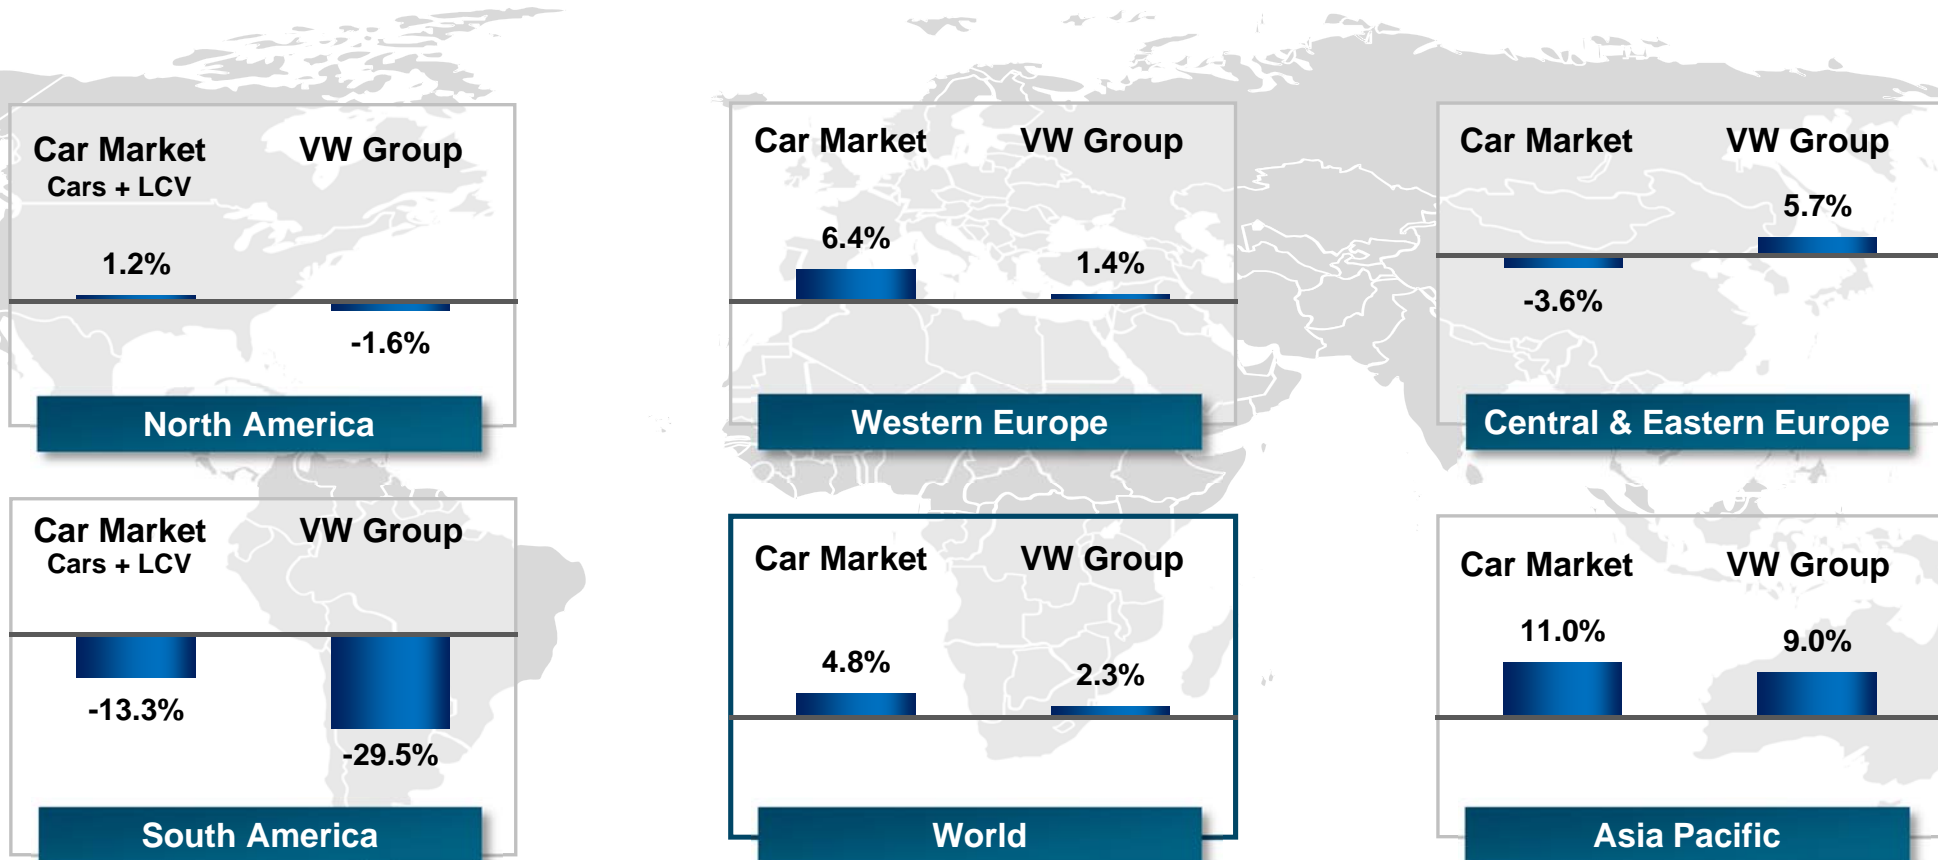 Car Market
Cars + LCV
VW Group
1.2%
-1.6%
North America
Car Market
VW Group
6.4%
1.4%
Western Europe
Car Market
VW Group
5.7%
-3.6%
Central & Eastern Europe
Car Market
Cars + LCV
VW Group
-13.3%
-29.5%
South America
Car Market
VW Group
4.8%
2.3%
World
Car Market
VW Group
11.0%
9.0%
Asia Pacific